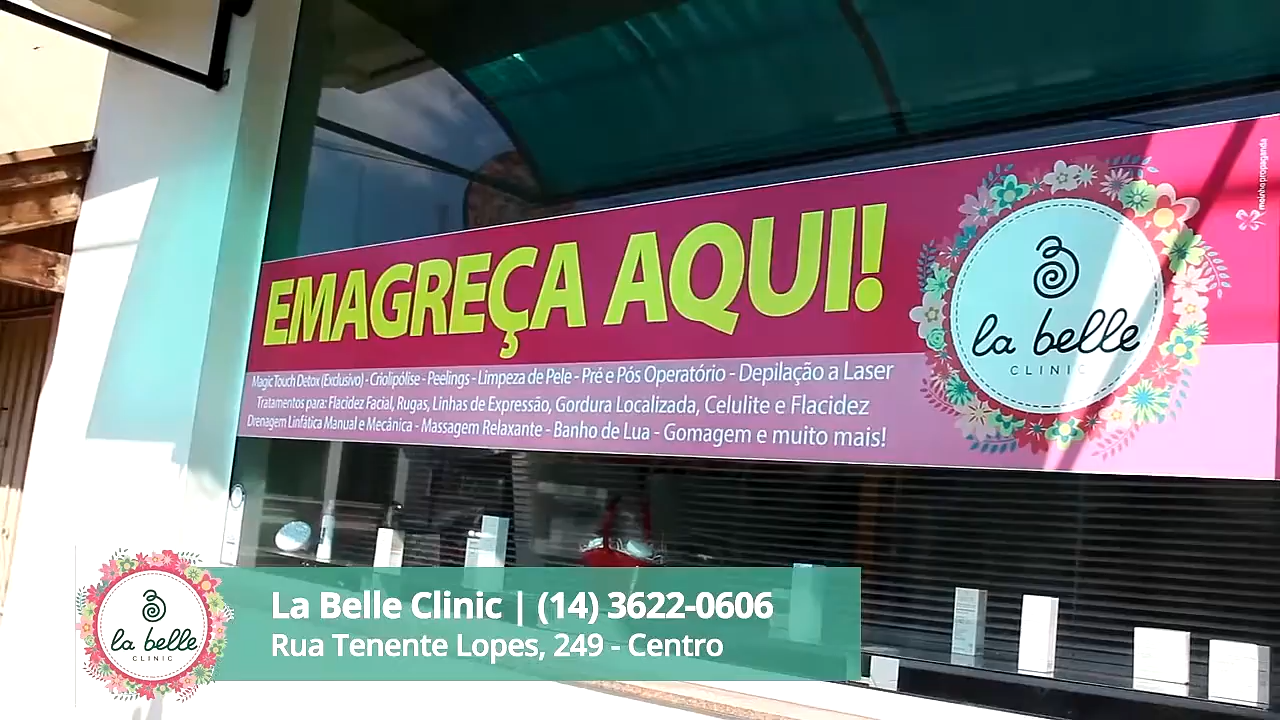 moinho propaganda
EMAGREÇA AQUI!
la belle
CLINIC
Magic Touch Detox (Exclusivo) - Criolipólise - Peelings - Limpeza de Pele - Pré e Pós Operatório - Depilação a Laser
Tratamentos para: Flacidez Facial, Rugas, Linhas de Expressão, Gordura Localizada, Celulite e Flacidez
Drenagem Linfática Manual e Mecânica - Massagem Relaxante - Banho de Lua - Gomagem e muito mais!
la belle
CLINIC
La Belle Clinic | (14) 3622-0606
Rua Tenente Lopes, 249 - Centro